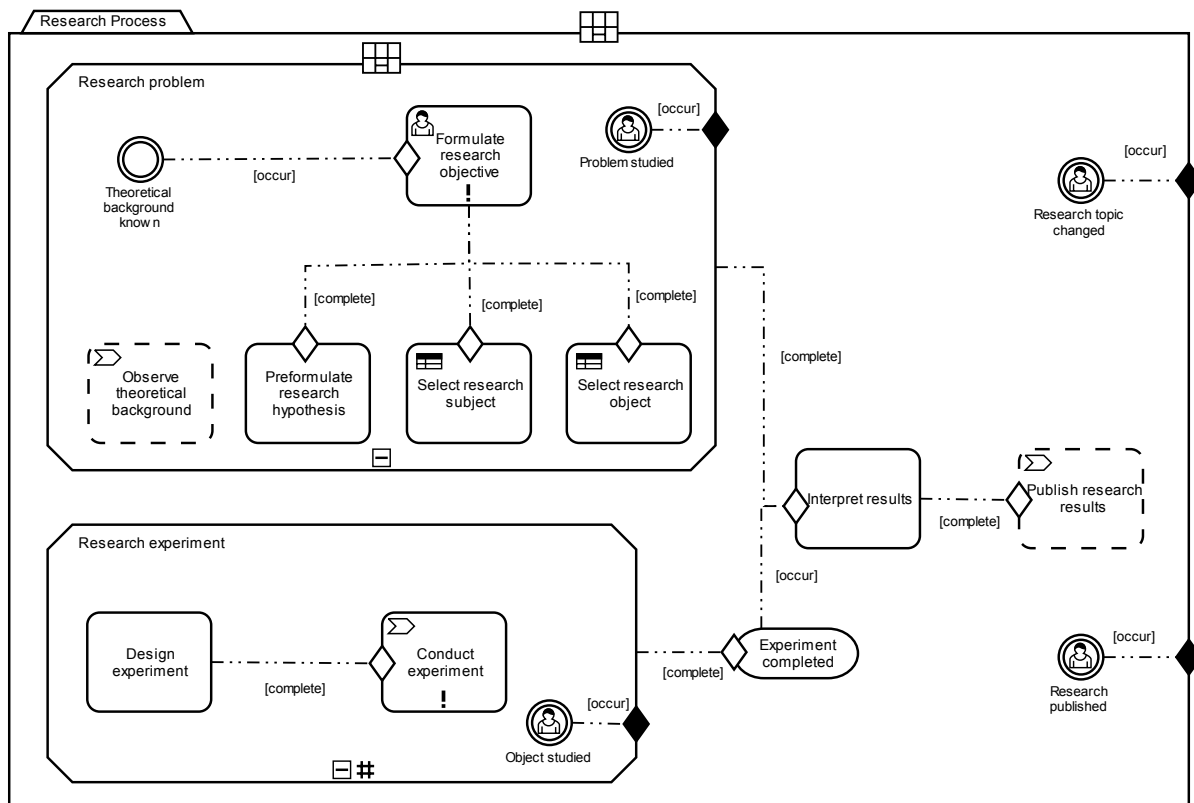 Research Process
Research problem
Formulate
research
objective
!
[occur]
Problem studied
[occur]
Theoretical
background
known
[occur]
Research topic
changed
[complete]
[complete]
[complete]
Observe
theoretical
background
Preformulate
research
hypothesis
Select research
subject
Select research
object
[complete]
Interpret results
[complete]
Publish research
results
Research experiment
[occur]
Design
experiment
[complete]
Conduct
experiment
!
[complete]
Experiment
completed
[occur]
Research
published
[occur]
Object studied
#